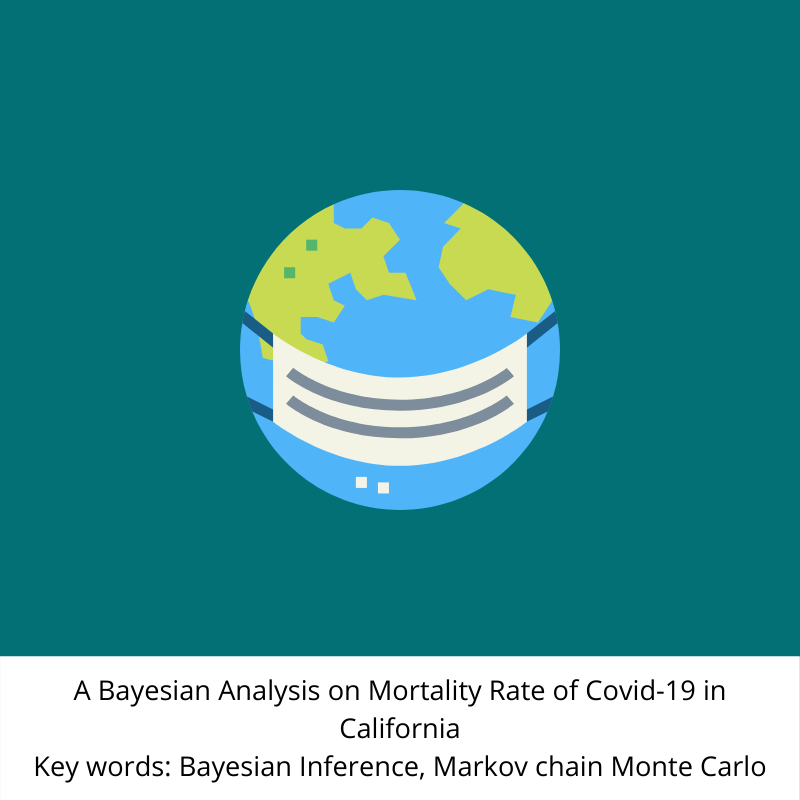 A Bayesian Analysis on Mortality Rate of Covid-19 in
California
Key words: Bayesian Inference, Markov chain Monte Carlo